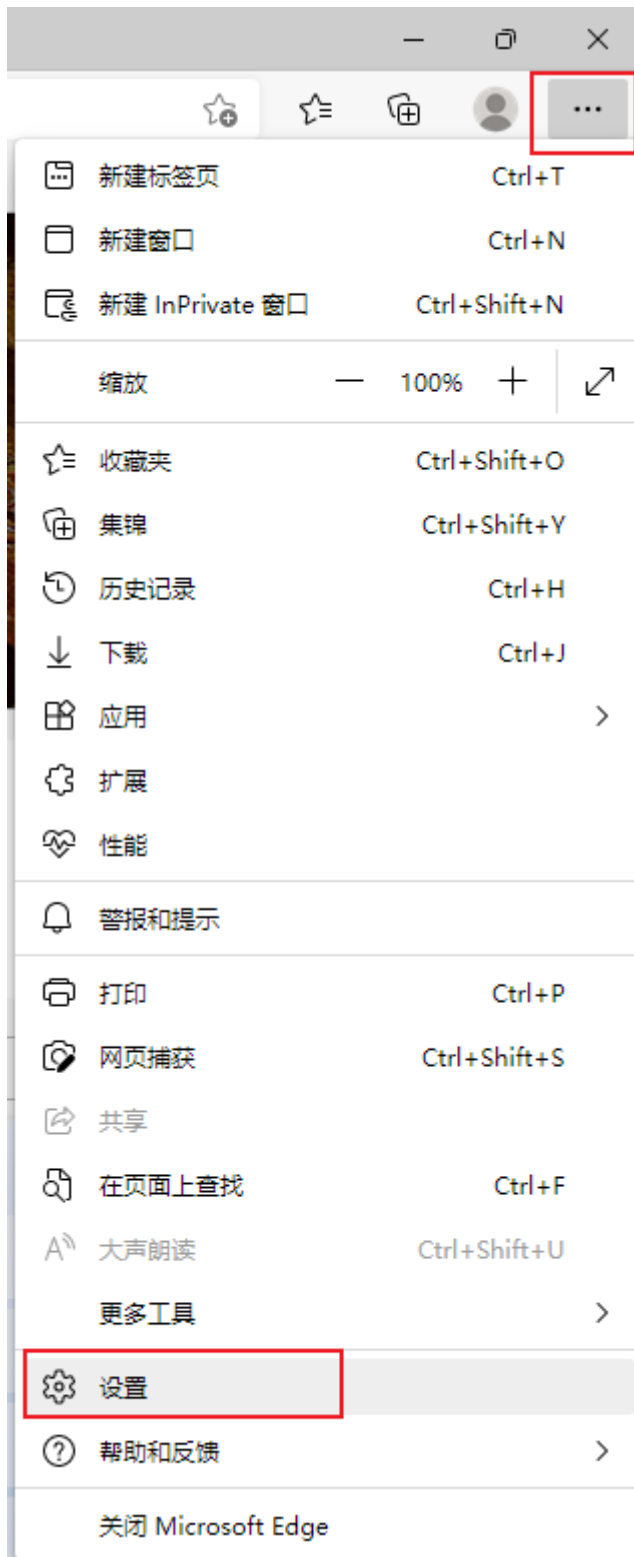 新建标签页 Ctrl+T
新建窗口 Ctrl+N
新建 InPrivate 窗口 Ctrl+Shift+N
缩放 — 100% +
收藏夹 Ctrl+Shift+O
集锦 Ctrl+Shift+Y
历史记录 Ctrl+H
下载 Ctrl+J
应用
扩展
性能
警报和提示
打印 Ctrl+P
网页捕获 Ctrl+Shift+S
共享
在页面上查找 Ctrl+F
大声朗读 Ctrl+Shift+U
更多工具
设置
帮助和反馈
关闭 Microsoft Edge